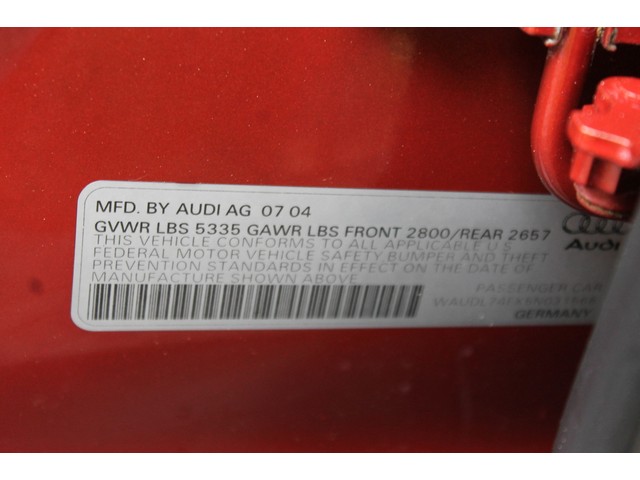 MFD. BY AUDI AG 07 04
GVWR LBS 5335 GAWR LBS FRONT 2800/REAR 2657
THIS VEHICLE CONFORMS TO ALL APPLICABLE U.S.
FEDERAL MOTOR VEHICLE SAFETY, BUMPER AND THEFT
PREVENTION STANDARDS IN EFFECT ON THE DATE OF
MANUFACTURE SHOWN ABOVE.
Audi
PASSENGER CAR
GERMANY